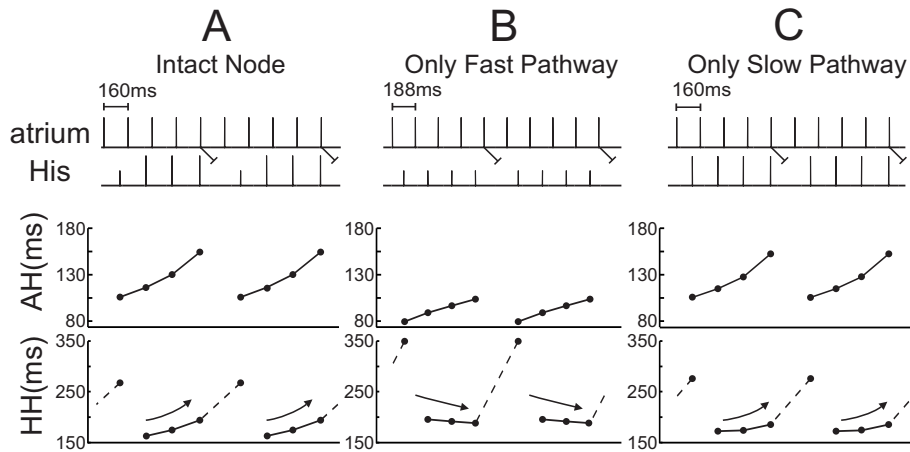 A B C
Intact Node Only Fast Pathway Only Slow Pathway
160ms 188ms 160ms
atrium
His
AH(ms)
180 180 180
130 130 130
80 80 80
HH(ms)
350 350 350
250 250 250
150 150 150